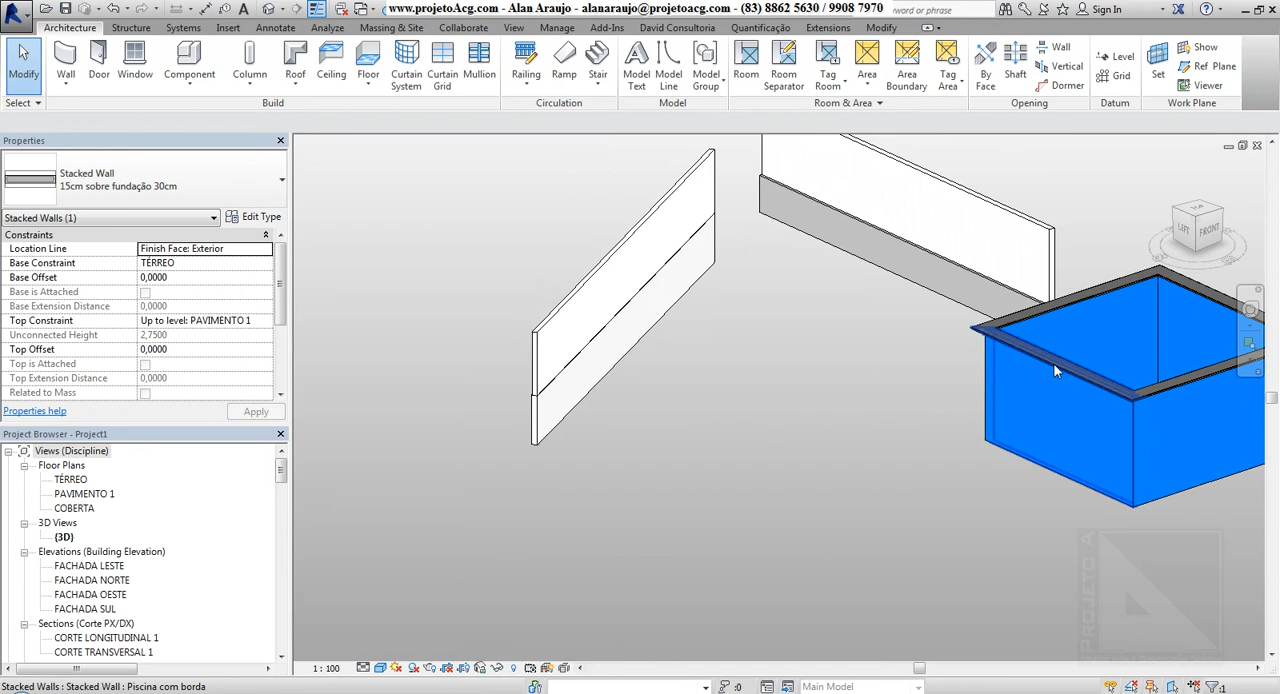 www.projetoAcg.com - Alan Araujo - alanaraujo@projetoacg.com - (83) 8862 5630 / 9908 7970
word or phrase
Sign In
Architecture Structure Systems Insert Annotate Analyze Massing & Site Collaborate View Manage Add-Ins David Consultoria Quantificação Extensions Modify
Modify Wall Door Window Component Column Roof Ceiling Floor Curtain System Curtain Grid Mullion Railing Ramp Stair Model Text Model Line Model Group Room Room Separator Tag Room Area Area Boundary Tag Area By Face Shaft Wall Vertical Dormer Level Grid Set Show Ref Plane Viewer
Select Build Circulation Model Room & Area Opening Datum Work Plane
Properties
Stacked Wall
15cm sobre fundação 30cm
Stacked Walls (1) Edit Type
Constraints
Location Line Finish Face: Exterior
Base Constraint TÉRREO
Base Offset 0,0000
Base is Attached
Base Extension Distance 0,0000
Top Constraint Up to level: PAVIMENTO 1
Unconnected Height 2,7500
Top Offset 0,0000
Top is Attached
Top Extension Distance 0,0000
Related to Mass
Properties help Apply
Project Browser - Project1
Views (Discipline)
Floor Plans
TÉRREO
PAVIMENTO 1
COBERTA
3D Views
{3D}
Elevations (Building Elevation)
FACHADA LESTE
FACHADA NORTE
FACHADA OESTE
FACHADA SUL
Sections (Corte PX/DX)
CORTE LONGITUDINAL 1
CORTE TRANSVERSAL 1
LEFT FRONT
PROJETO A
1 : 100
Stacked Walls : Stacked Wall : Piscina com borda
:0 Main Model :1